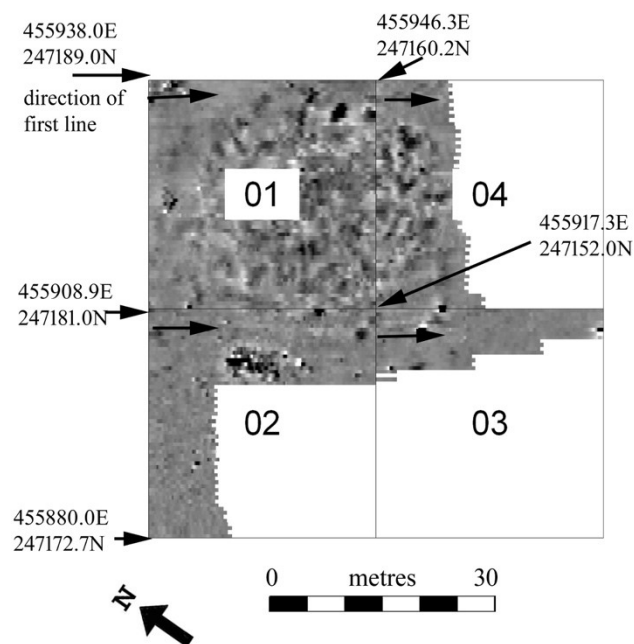 455938.0E
247189.0N
455946.3E
247160.2N
direction of
first line
01
04
455917.3E
247152.0N
455908.9E
247181.0N
02
03
455880.0E
247172.7N
N
0 metres 30